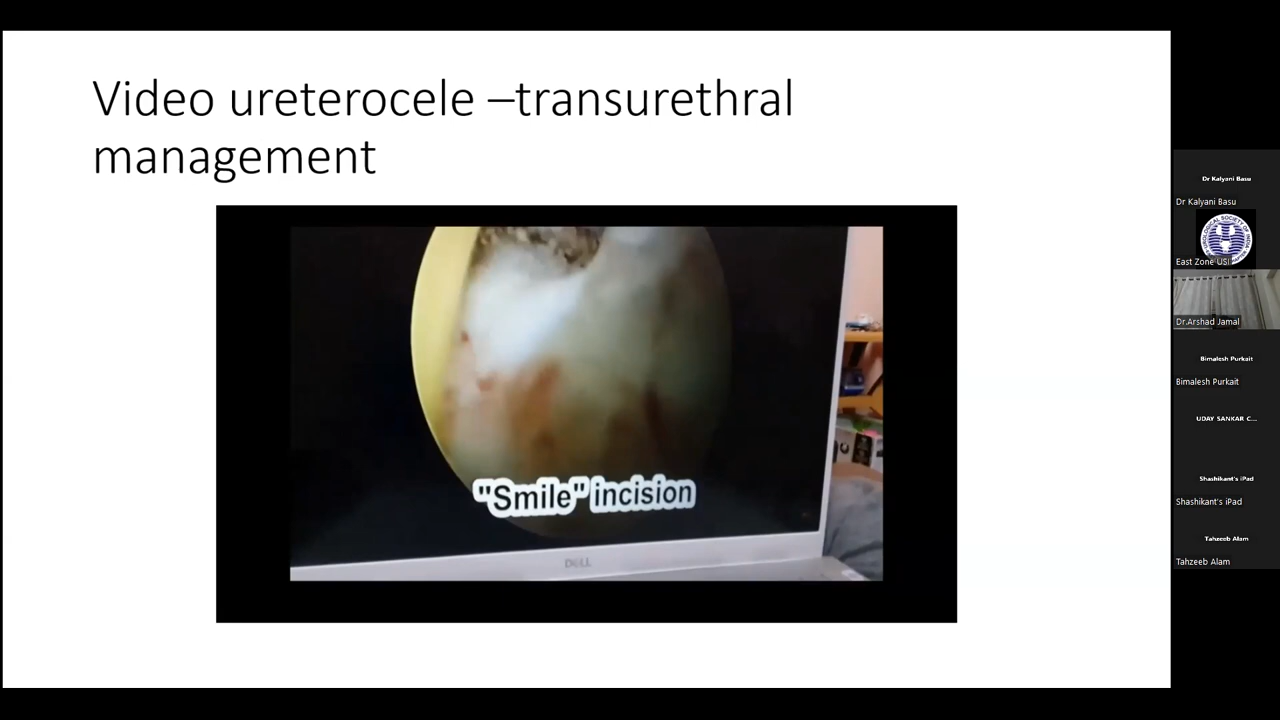 Video ureterocele –transurethral
management
"Smile" incision
DELL
Dr Kalyani Basu
Dr Kalyani Basu
East Zone USI
Dr.Arshad Jamal
Bimalesh Purkait
Bimalesh Purkait
UDAY SANKAR C...
Shashikant's iPad
Shashikant's iPad
Tahzeeb Alam
Tahzeeb Alam